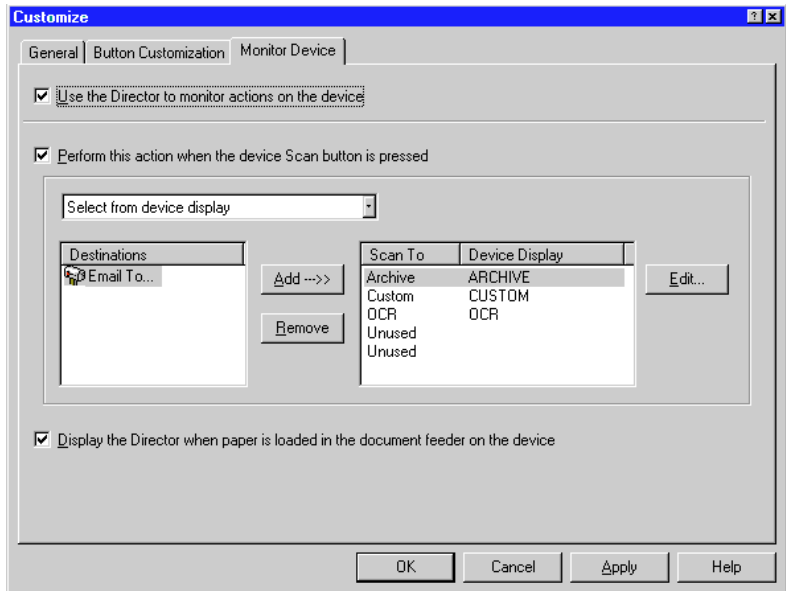 Customize
General Button Customization Monitor Device
Use the Director to monitor actions on the device
Perform this action when the device Scan button is pressed
Select from device display
Destinations
Email To...
Add --->>
Remove
Scan To Device Display
Archive ARCHIVE
Custom CUSTOM
OCR OCR
Unused
Unused
Edit...
Display the Director when paper is loaded in the document feeder on the device
OK Cancel Apply Help